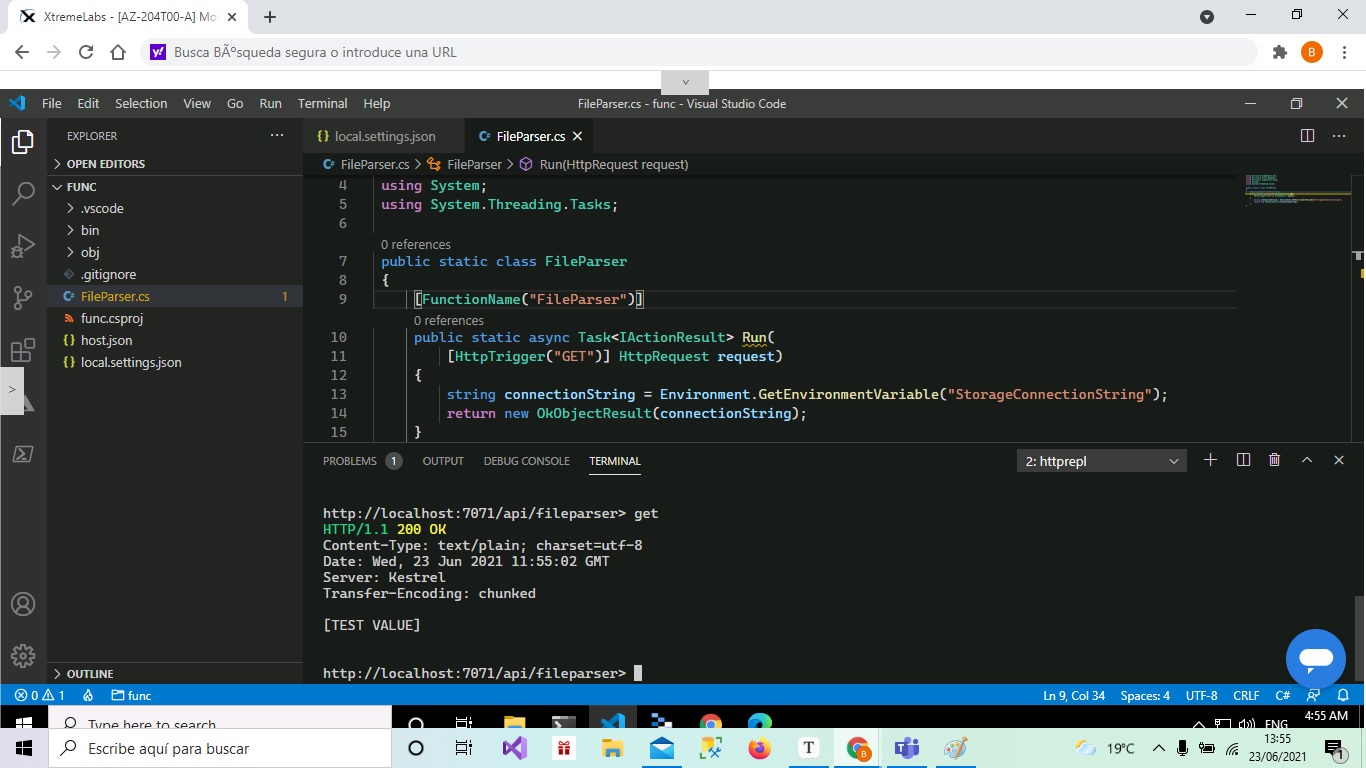 XtremeLabs - [AZ-204T00-A] Mo
Busca BÃºsqueda segura o introduce una URL
B
File Edit Selection View Go Run Terminal Help
FileParser.cs - func - Visual Studio Code
EXPLORER
OPEN EDITORS
FUNC
.vscode
bin
obj
.gitignore
FileParser.cs 1
func.csproj
host.json
local.settings.json
OUTLINE
local.settings.json
FileParser.cs
FileParser.cs > FileParser > Run(HttpRequest request)
4 using System;
5 using System.Threading.Tasks;
6
0 references
7 public static class FileParser
8 {
9 [FunctionName("FileParser")]
0 references
10 public static async Task<IActionResult> Run(
11 [HttpTrigger("GET")] HttpRequest request)
12 {
13 string connectionString = Environment.GetEnvironmentVariable("StorageConnectionString");
14 return new OkObjectResult(connectionString);
15 }
PROBLEMS 1 OUTPUT DEBUG CONSOLE TERMINAL
2: httprepl
http://localhost:7071/api/fileparser> get
HTTP/1.1 200 OK
Content-Type: text/plain; charset=utf-8
Date: Wed, 23 Jun 2021 11:55:02 GMT
Server: Kestrel
Transfer-Encoding: chunked
[TEST VALUE]
http://localhost:7071/api/fileparser>
0 1 func
Ln 9, Col 34 Spaces: 4 UTF-8 CRLF C#
Type here to search
ENG
4:55 AM
Escribe aquí para buscar
T
B
19°C
13:55
23/06/2021
1